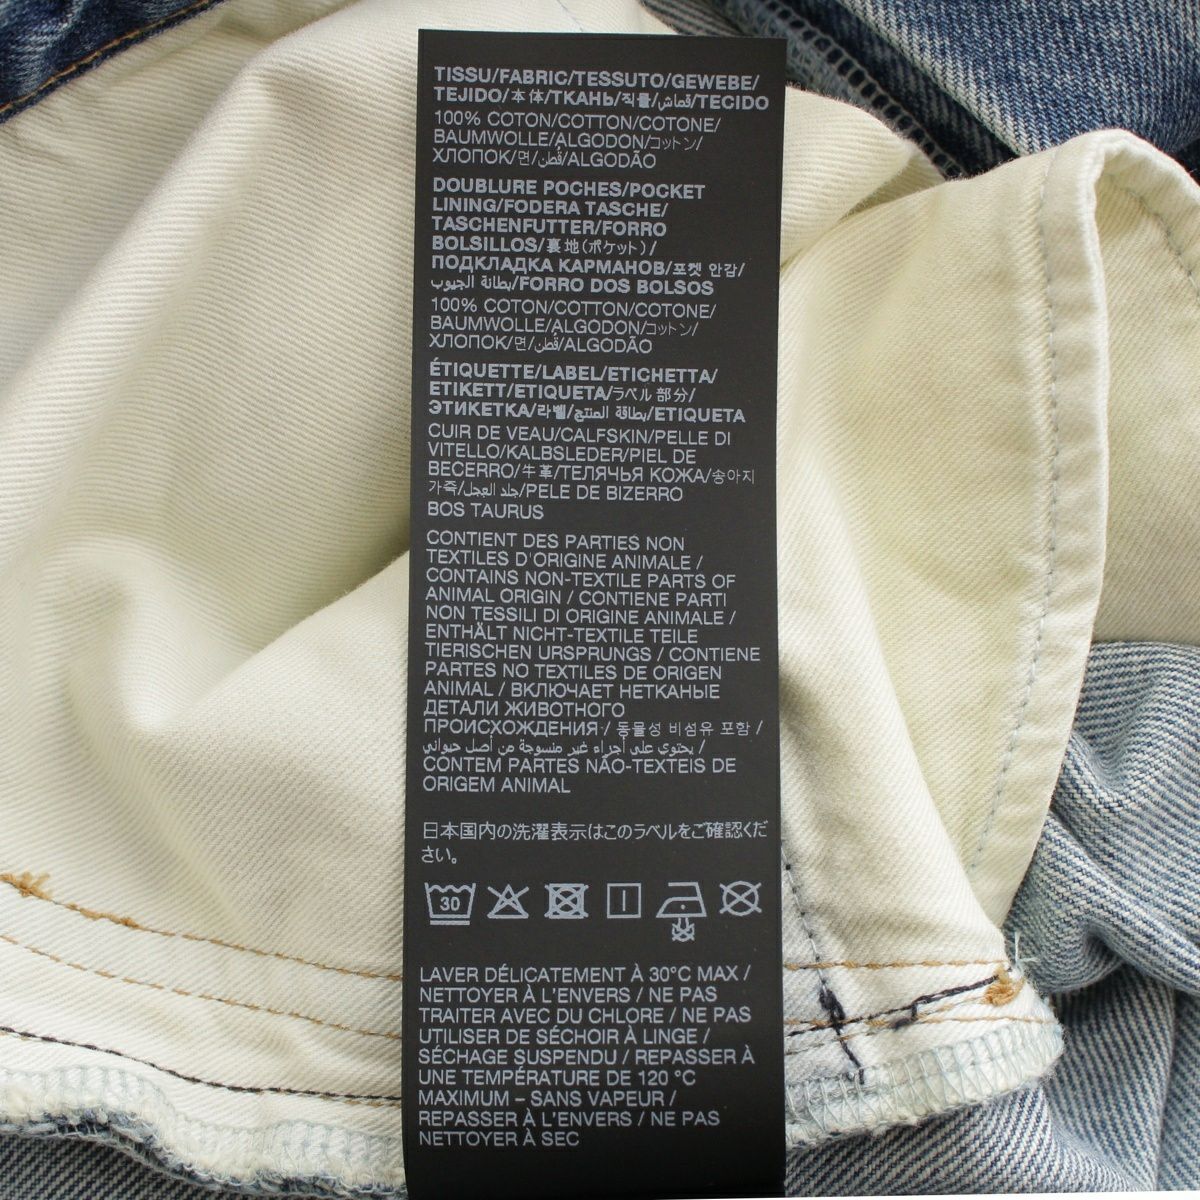 TISSU/FABRIC/TESSUTO/GEWEBE/
TEJIDO/本体/ТКАНЬ/직물/قماش/TECIDO
100% COTON/COTTON/COTONE/
BAUMWOLLE/ALGODON/コットン/
ХЛОПОК/면/قُطن/ALGODÃO
DOUBLURE POCHES/POCKET
LINING/FODERA TASCHE/
TASCHENFUTTER/FORRO
BOLSILLOS/裏地(ポケット)/
ПОДКЛАДКА КАРМАНОВ/포켓 안감/
بطانة الجيوب/FORRO DOS BOLSOS
100% COTON/COTTON/COTONE/
BAUMWOLLE/ALGODON/コットン/
ХЛОПОК/면/قُطن/ALGODÃO
ÉTIQUETTE/LABEL/ETICHETTA/
ETIKETT/ETIQUETA/ラベル部分/
ЭТИКЕТКА/라벨/بطاقة المنتج/ETIQUETA
CUIR DE VEAU/CALFSKIN/PELLE DI
VITELLO/KALBSLEDER/PIEL DE
BECERRO/牛革/ТЕЛЯЧЬЯ КОЖА/송아지
가죽/جلد العجل/PELE DE BIZERRO
BOS TAURUS
CONTIENT DES PARTIES NON
TEXTILES D'ORIGINE ANIMALE /
CONTAINS NON-TEXTILE PARTS OF
ANIMAL ORIGIN / CONTIENE PARTI
NON TESSILI DI ORIGINE ANIMALE /
ENTHÄLT NICHT-TEXTILE TEILE
TIERISCHEN URSPRUNGS / CONTIENE
PARTES NO TEXTILES DE ORIGEN
ANIMAL / ВКЛЮЧАЕТ НЕТКАНЫЕ
ДЕТАЛИ ЖИВОТНОГО
ПРОИСХОЖДЕНИЯ / 동물성 비섬유 포함 /
يحتوي على أجزاء غير منسوجة من أصل حيواني /
CONTEM PARTES NÃO-TEXTEIS DE
ORIGEM ANIMAL
日本国内の洗濯表示はこのラベルをご確認くだ
さい。
30
LAVER DÉLICATEMENT À 30°C MAX /
NETTOYER À L'ENVERS / NE PAS
TRAITER AVEC DU CHLORE / NE PAS
UTILISER DE SÉCHOIR À LINGE /
SÉCHAGE SUSPENDU / REPASSER À
UNE TEMPÉRATURE DE 120 °C
MAXIMUM – SANS VAPEUR /
REPASSER À L'ENVERS / NE PAS
NETTOYER À SEC